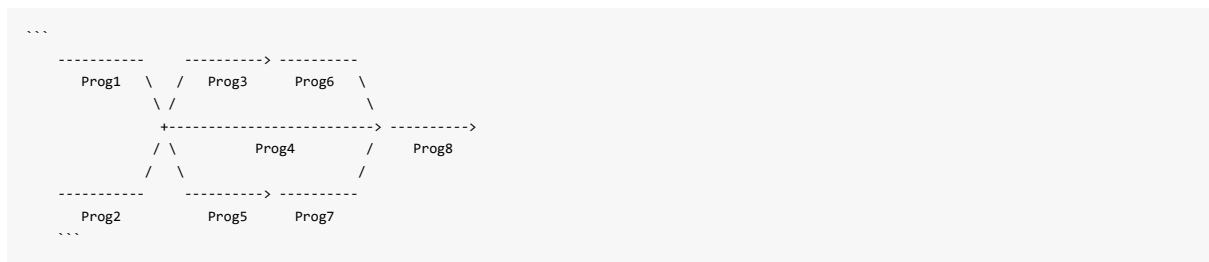 ```
-----------     ----------> ----------
Prog1 \ / Prog3 Prog6 \
\ / \
+--------------------------> ---------->
/ \ Prog4 / Prog8
/ \ /
-----------     ----------> ----------
Prog2 Prog5 Prog7
```